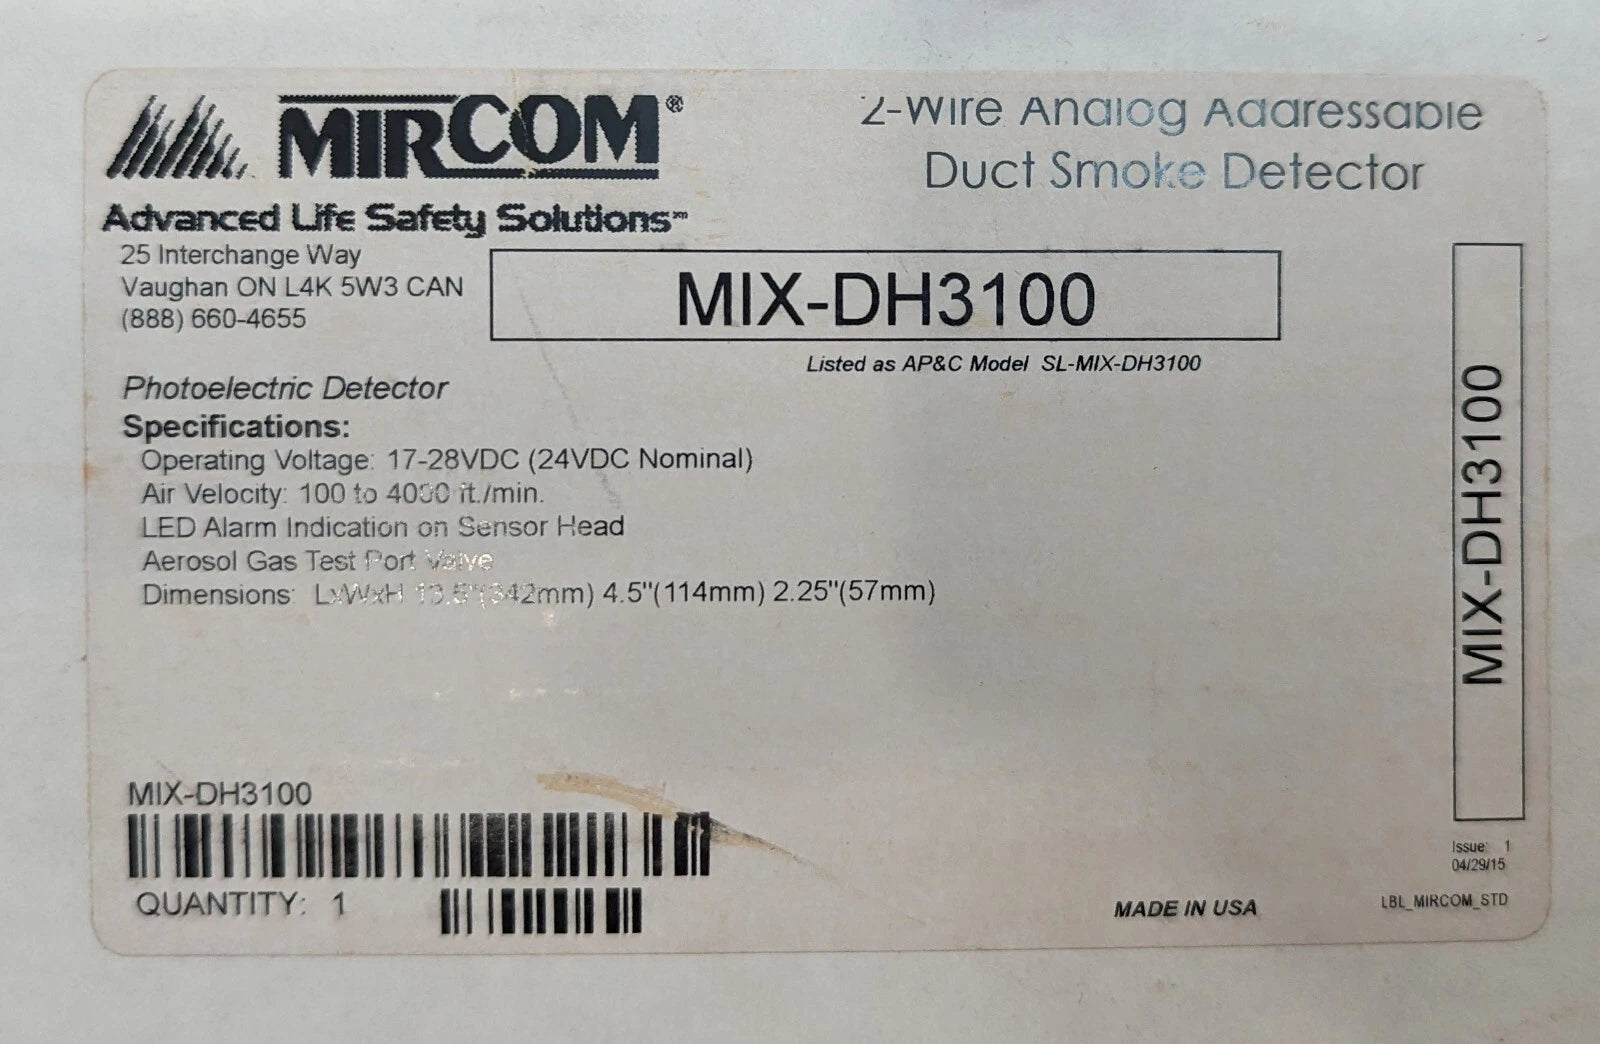 MIRCOM®
Advanced Life Safety Solutions™
25 Interchange Way
Vaughan ON L4K 5W3 CAN
(888) 660-4655
2-Wire Analog Addressable
Duct Smoke Detector
MIX-DH3100
Listed as AP&C Model SL-MIX-DH3100
Photoelectric Detector
Specifications:
Operating Voltage: 17-28VDC (24VDC Nominal)
Air Velocity: 100 to 4000 ft./min.
LED Alarm Indication on Sensor Head
Aerosol Gas Test Port Valve
Dimensions: LxWxH 13.5"(342mm) 4.5"(114mm) 2.25"(57mm)
MIX-DH3100
MIX-DH3100
QUANTITY: 1
MADE IN USA
Issue: 1
04/29/15
LBL_MIRCOM_STD